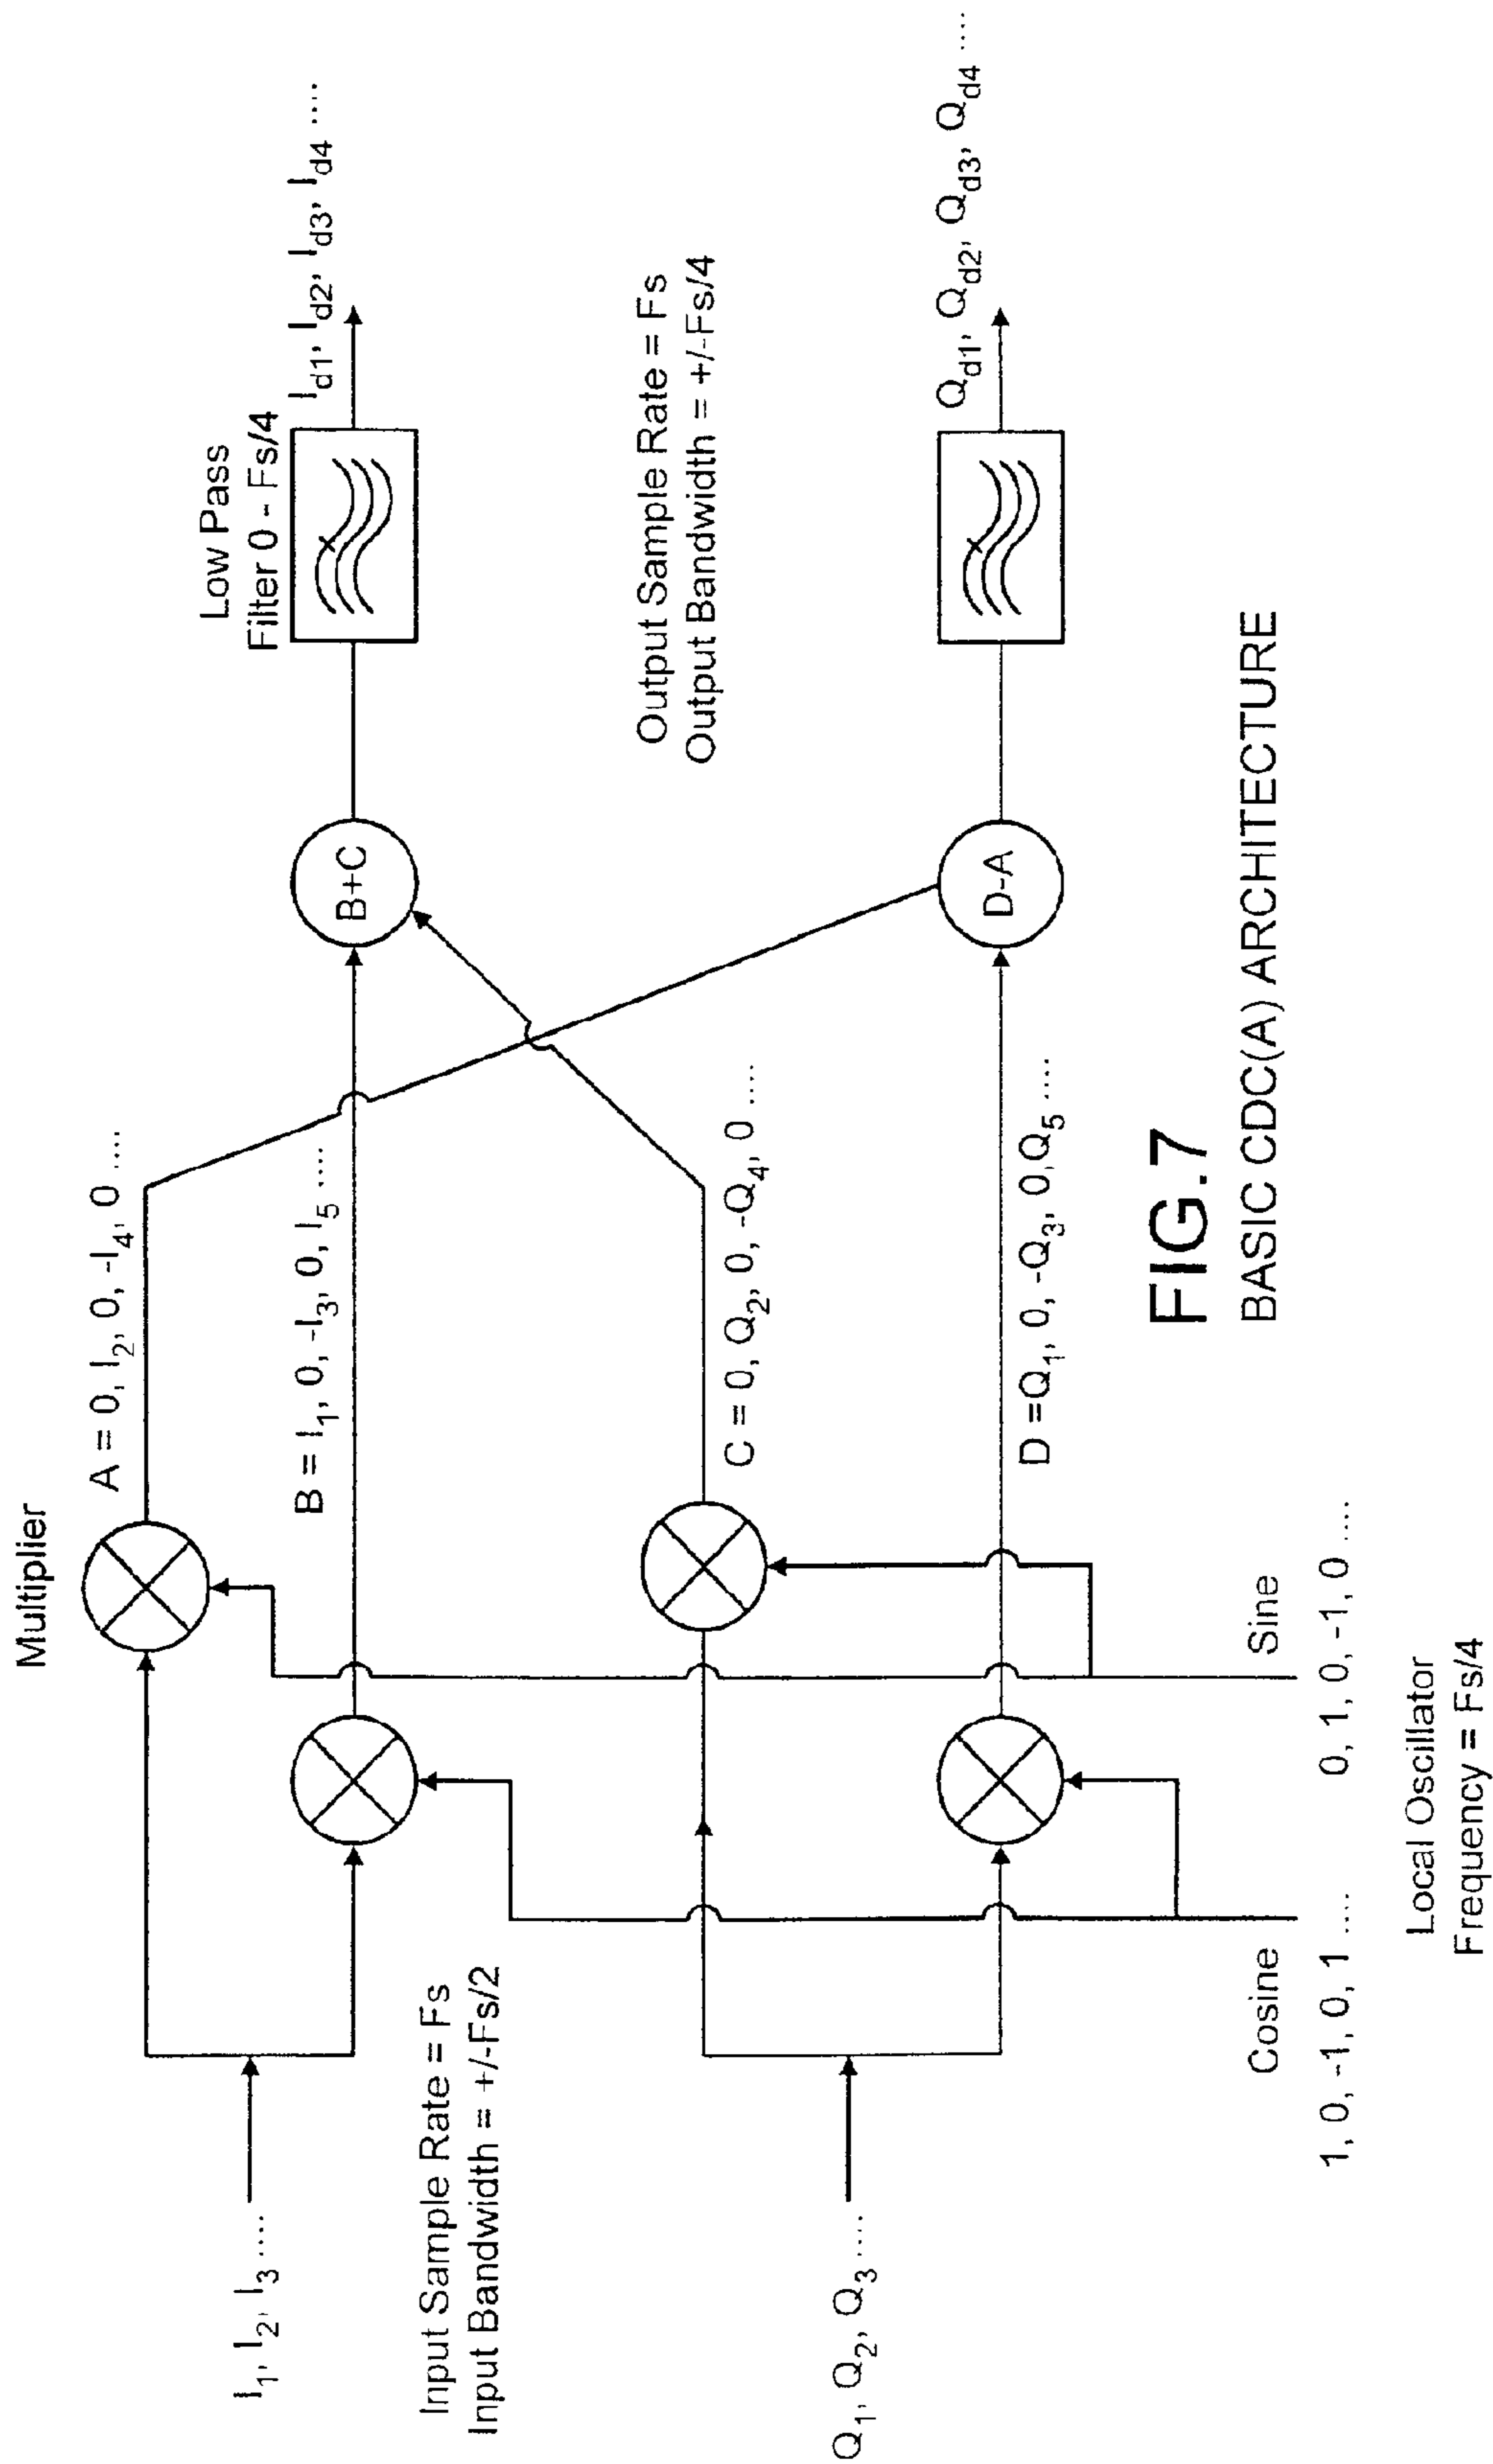 Multiplier
A = 0, I2, 0, -I4, 0 ....
I1, I2, I3 .....
B = I1, 0, -I3, 0, I5 .....
B+C
Low Pass
Filter 0 - Fs/4
Id1, Id2, Id3, Id4 ....
Input Sample Rate = Fs
Input Bandwidth = +/-Fs/2
Output Sample Rate = Fs
Output Bandwidth = +/-Fs/4
C = 0, Q2, 0, -Q4, 0 ....
Q1, Q2, Q3 .....
D =Q1, 0, -Q3, 0,Q5 .....
D-A
Qd1, Qd2, Qd3, Qd4 ....
Cosine
1, 0, -1, 0, 1 ....
Sine
0, 1, 0, -1, 0 ....
Local Oscillator
Frequency = Fs/4
FIG.7
BASIC CDC(A) ARCHITECTURE